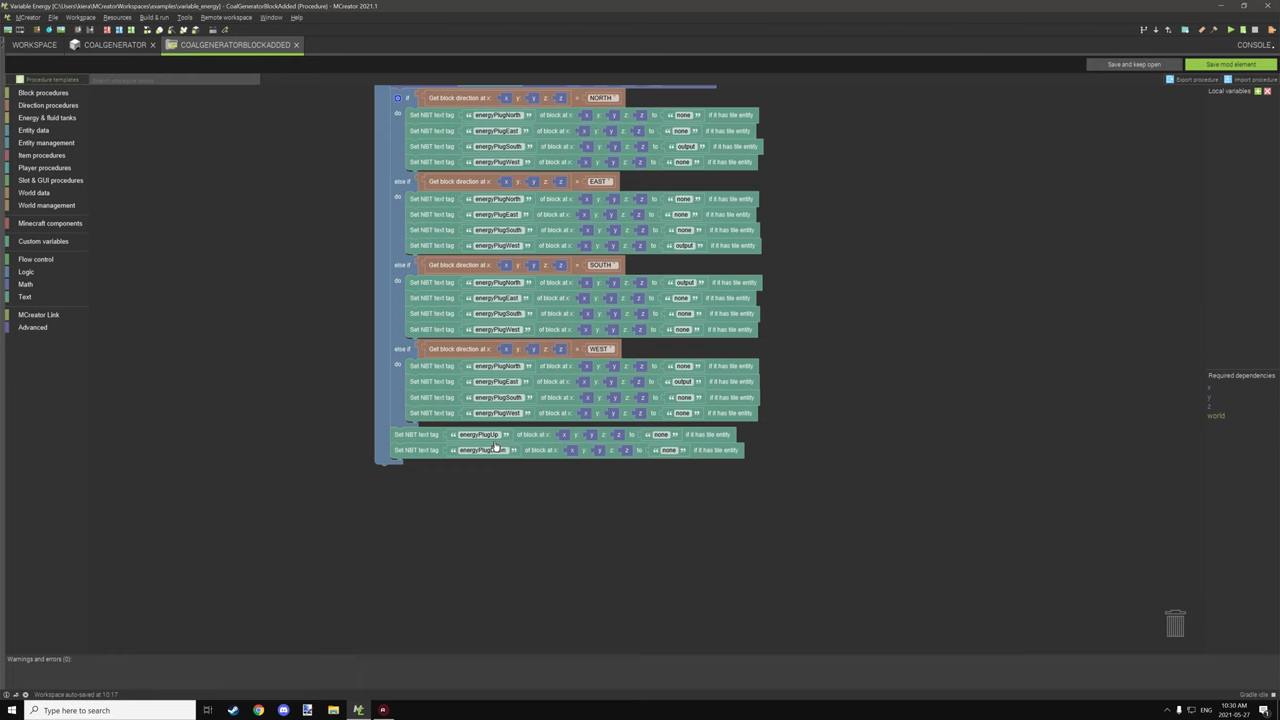 Variable Energy [C:\Users\kiera\MCreatorWorkspaces\examples\variable_energy] - CoalGeneratorBlockAdded (Procedure) - MCreator 2021.1
MCreator File Workspace Resources Build & run Tools Remote workspace Window Help
WORKSPACE COALGENERATOR × COALGENERATORBLOCKADDED × CONSOLE
Save and keep open Save mod element
Procedure templates Export procedure Import procedure
Local variables
Block procedures
Direction procedures
Energy & fluid tanks
Entity data
Entity management
Item procedures
Player procedures
Slot & GUI procedures
World data
World management
Minecraft components
Custom variables
Flow control
Logic
Math
Text
MCreator Link
Advanced
if Get block direction at x: x y: y z: z = NORTH
do Set NBT text tag “ energyPlugNorth ” of block at x: x y: y z: z to “ none ” if it has tile entity
Set NBT text tag “ energyPlugEast ” of block at x: x y: y z: z to “ none ” if it has tile entity
Set NBT text tag “ energyPlugSouth ” of block at x: x y: y z: z to “ output ” if it has tile entity
Set NBT text tag “ energyPlugWest ” of block at x: x y: y z: z to “ none ” if it has tile entity
else if Get block direction at x: x y: y z: z = EAST
do Set NBT text tag “ energyPlugNorth ” of block at x: x y: y z: z to “ none ” if it has tile entity
Set NBT text tag “ energyPlugEast ” of block at x: x y: y z: z to “ none ” if it has tile entity
Set NBT text tag “ energyPlugSouth ” of block at x: x y: y z: z to “ none ” if it has tile entity
Set NBT text tag “ energyPlugWest ” of block at x: x y: y z: z to “ output ” if it has tile entity
else if Get block direction at x: x y: y z: z = SOUTH
do Set NBT text tag “ energyPlugNorth ” of block at x: x y: y z: z to “ output ” if it has tile entity
Set NBT text tag “ energyPlugEast ” of block at x: x y: y z: z to “ none ” if it has tile entity
Set NBT text tag “ energyPlugSouth ” of block at x: x y: y z: z to “ none ” if it has tile entity
Set NBT text tag “ energyPlugWest ” of block at x: x y: y z: z to “ none ” if it has tile entity
else if Get block direction at x: x y: y z: z = WEST
do Set NBT text tag “ energyPlugNorth ” of block at x: x y: y z: z to “ none ” if it has tile entity
Set NBT text tag “ energyPlugEast ” of block at x: x y: y z: z to “ output ” if it has tile entity
Set NBT text tag “ energyPlugSouth ” of block at x: x y: y z: z to “ none ” if it has tile entity
Set NBT text tag “ energyPlugWest ” of block at x: x y: y z: z to “ none ” if it has tile entity
Set NBT text tag “ energyPlugUp ” of block at x: x y: y z: z to “ none ” if it has tile entity
Set NBT text tag “ ” of block at x: x y: y z: z to “ none ” if it has tile entity
Required dependencies
x
y
z
world
Warnings and errors (0):
Workspace auto-saved at 10:17
Gradle idle
Type here to search
ENG
10:30 AM
2021-05-27